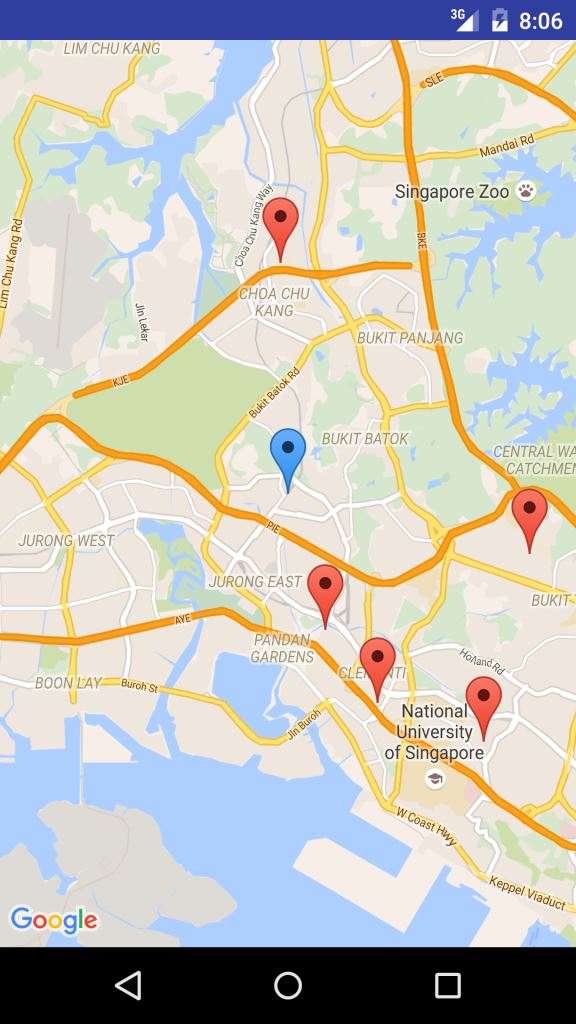 3G 8:06
LIM CHU KANG
SLE
Mandai Rd
Singapore Zoo
Choa Chu Kang Way
Lim Chu Kang Rd
BKE
CHOA CHU
KANG
Jln Lekar
BUKIT PANJANG
KJE
Bukit Batok Rd
BUKIT BATOK
CENTRAL WA
CATCHMEN
PIE
JURONG WEST
JURONG EAST
BUKIT
AYE
PANDAN
GARDENS
Holland Rd
CLEMENTI
BOON LAY
Buroh St
National
University
of Singapore
Jln Buroh
W Coast Hwy
Keppel Viaduct
Google